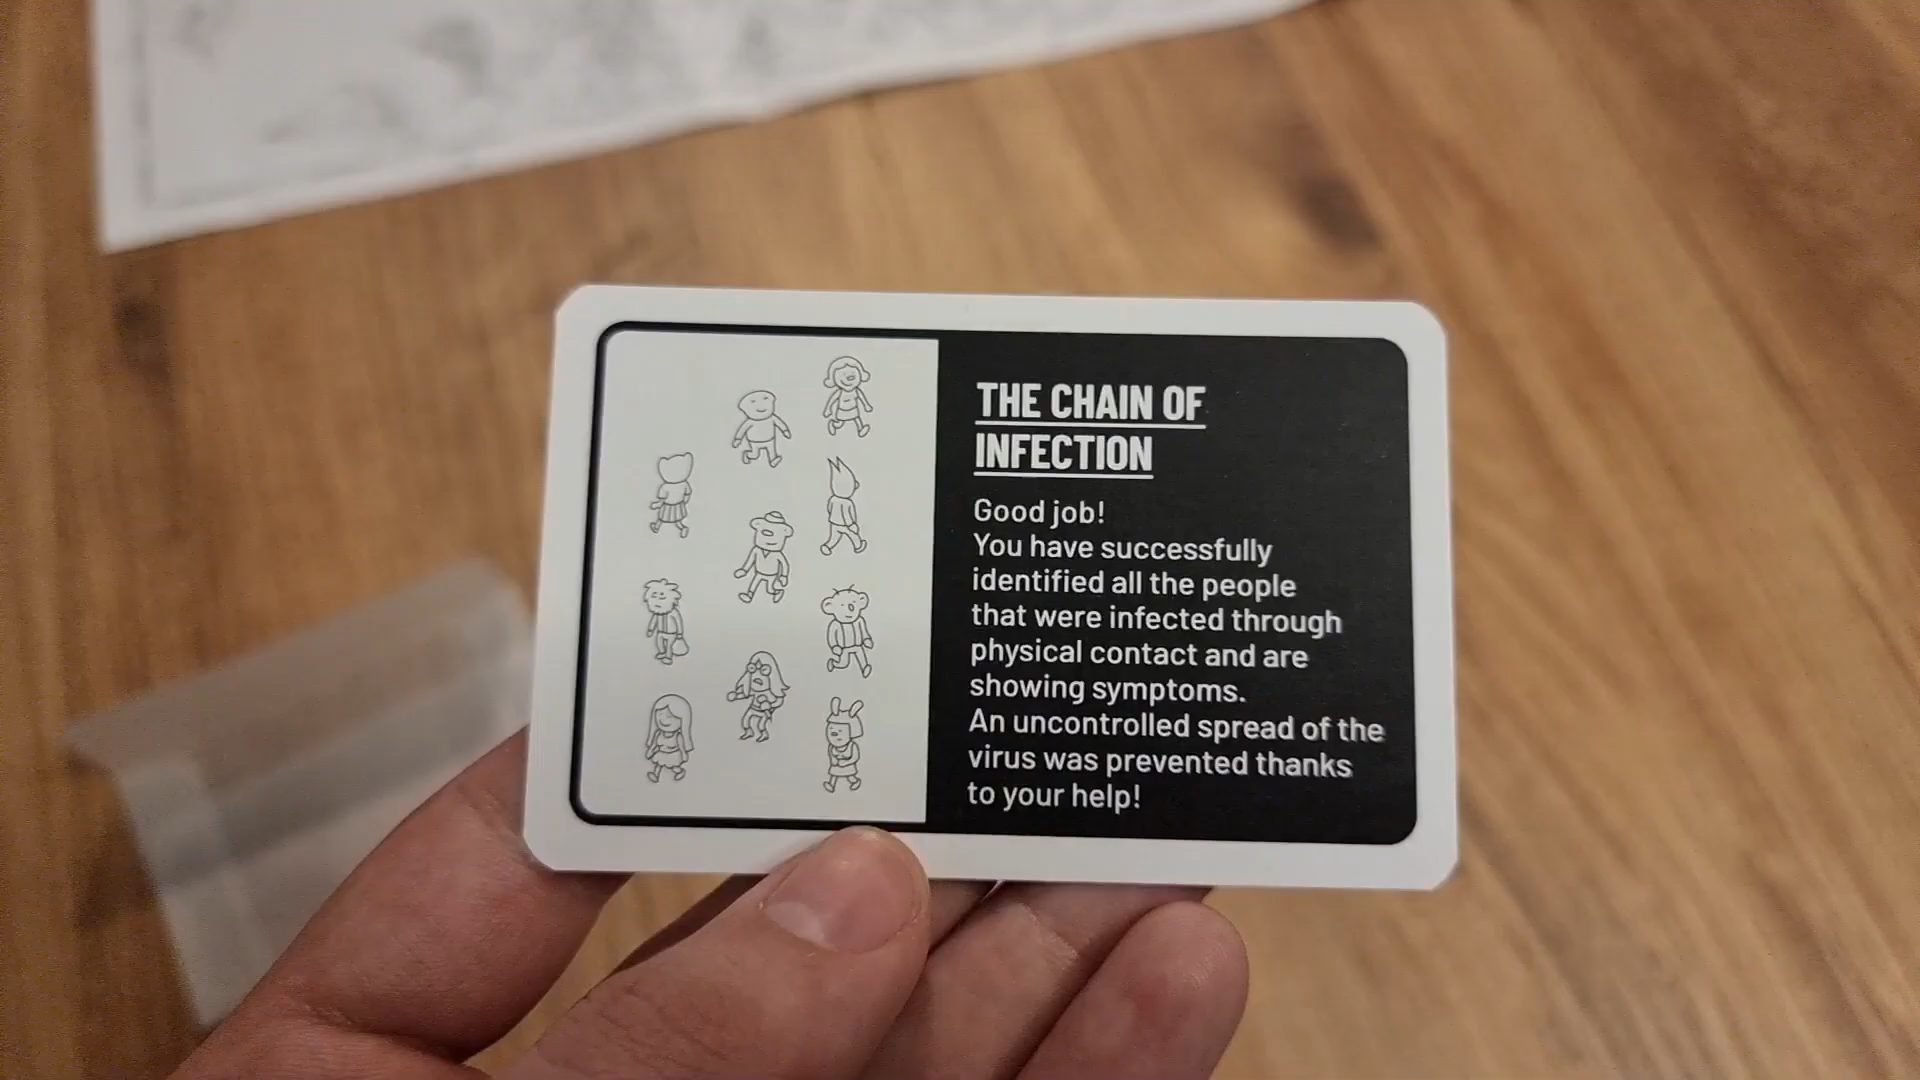 THE CHAIN OF
INFECTION
Good job!
You have successfully
identified all the people
that were infected through
physical contact and are
showing symptoms.
An uncontrolled spread of the
virus was prevented thanks
to your help!